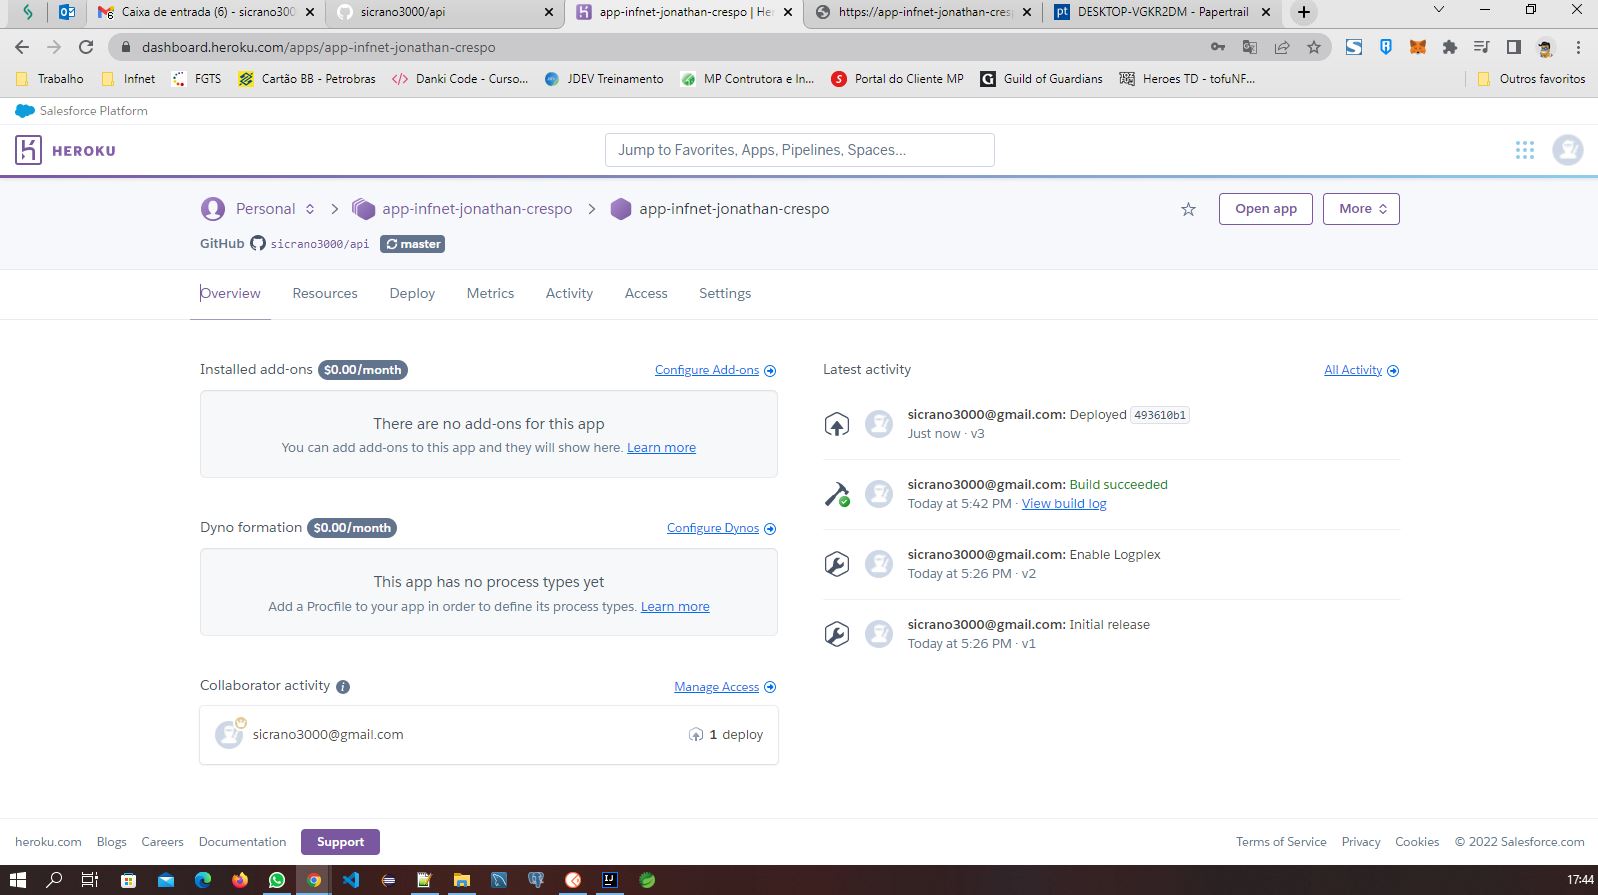 Caixa de entrada (6) - sicrano300
sicrano3000/api
app-infnet-jonathan-crespo | He
https://app-infnet-jonathan-cres
pt DESKTOP-VGKR2DM - Papertrail
dashboard.heroku.com/apps/app-infnet-jonathan-crespo
Trabalho
Infnet
FGTS
Cartão BB - Petrobras
Danki Code - Curso...
JDEV Treinamento
MP Contrutora e In...
Portal do Cliente MP
Guild of Guardians
Heroes TD - tofuNF...
Outros favoritos
Salesforce Platform
HEROKU
Jump to Favorites, Apps, Pipelines, Spaces...
Personal
app-infnet-jonathan-crespo
app-infnet-jonathan-crespo
Open app
More
GitHub sicrano3000/api master
Overview
Resources
Deploy
Metrics
Activity
Access
Settings
Installed add-ons $0.00/month
Configure Add-ons
There are no add-ons for this app
You can add add-ons to this app and they will show here. Learn more
Dyno formation $0.00/month
Configure Dynos
This app has no process types yet
Add a Procfile to your app in order to define its process types. Learn more
Collaborator activity
Manage Access
sicrano3000@gmail.com
1 deploy
Latest activity
All Activity
sicrano3000@gmail.com: Deployed 493610b1
Just now · v3
sicrano3000@gmail.com: Build succeeded
Today at 5:42 PM · View build log
sicrano3000@gmail.com: Enable Logplex
Today at 5:26 PM · v2
sicrano3000@gmail.com: Initial release
Today at 5:26 PM · v1
heroku.com
Blogs
Careers
Documentation
Support
Terms of Service
Privacy
Cookies
© 2022 Salesforce.com
17:44